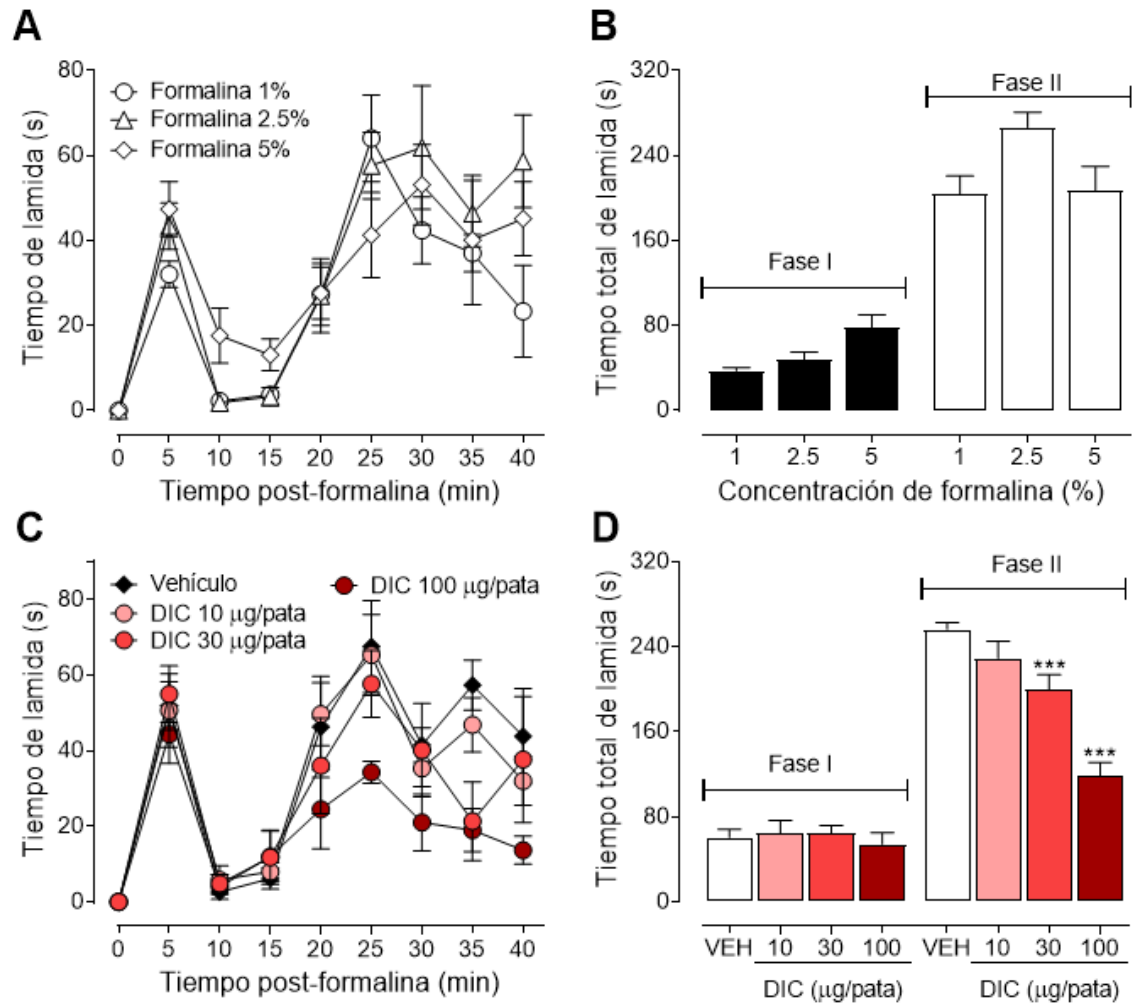 A
Tiempo de lamida (s)
80
60
40
20
0
Formalina 1%
Formalina 2.5%
Formalina 5%
0 5 10 15 20 25 30 35 40
Tiempo post-formalina (min)
B
Tiempo total de lamida (s)
320
240
160
80
0
Fase I
Fase II
1 2.5 5 1 2.5 5
Concentración de formalina (%)
C
Tiempo de lamida (s)
80
60
40
20
0
Vehículo
DIC 10 µg/pata
DIC 30 µg/pata
DIC 100 µg/pata
0 5 10 15 20 25 30 35 40
Tiempo post-formalina (min)
D
Tiempo total de lamida (s)
320
240
160
80
0
Fase I
Fase II
***
***
VEH 10 30 100 VEH 10 30 100
DIC (µg/pata) DIC (µg/pata)